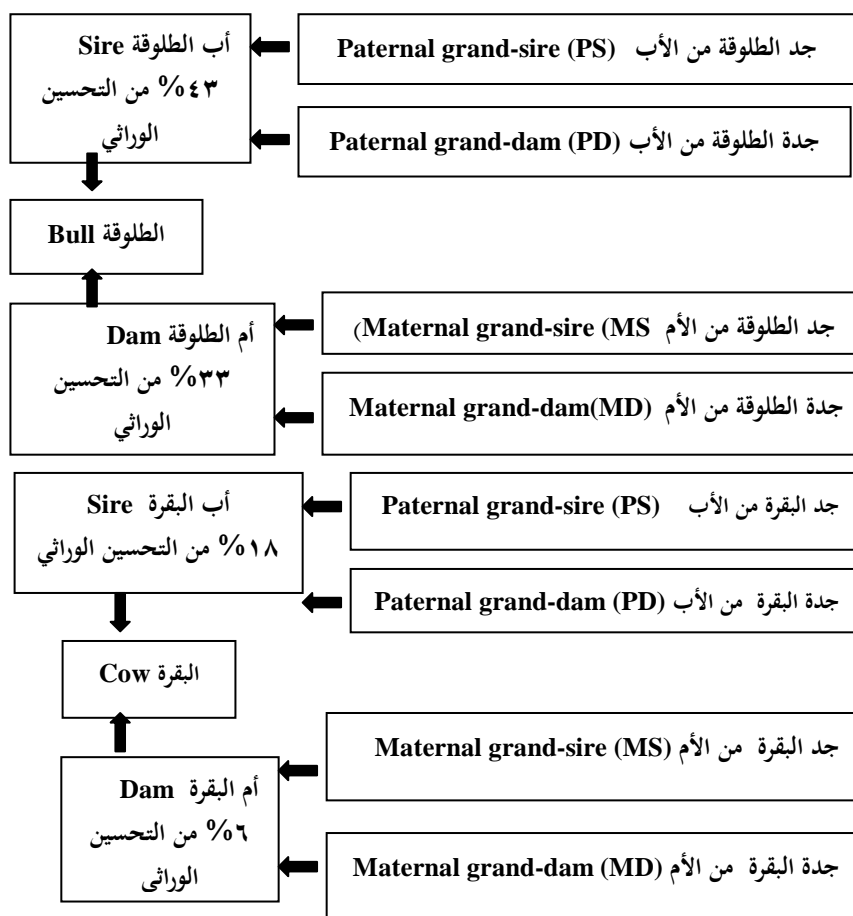 أب الطلوقة Sire
٤٣% من التحسين
الوراثي
جد الطلوقة من الأب Paternal grand-sire (PS)
جدة الطلوقة من الأب Paternal grand-dam (PD)
الطلوقة Bull
أم الطلوقة Dam
٣٣% من التحسين
الوراثي
جد الطلوقة من الأم Maternal grand-sire (MS)
جدة الطلوقة من الأم Maternal grand-dam(MD)
أب البقرة Sire
١٨% من التحسين الوراثي
جد البقرة من الأب Paternal grand-sire (PS)
جدة البقرة من الأب Paternal grand-dam (PD)
البقرة Cow
أم البقرة Dam
٦% من التحسين
الوراثى
جد البقرة من الأم Maternal grand-sire (MS)
جدة البقرة من الأم Maternal grand-dam (MD)